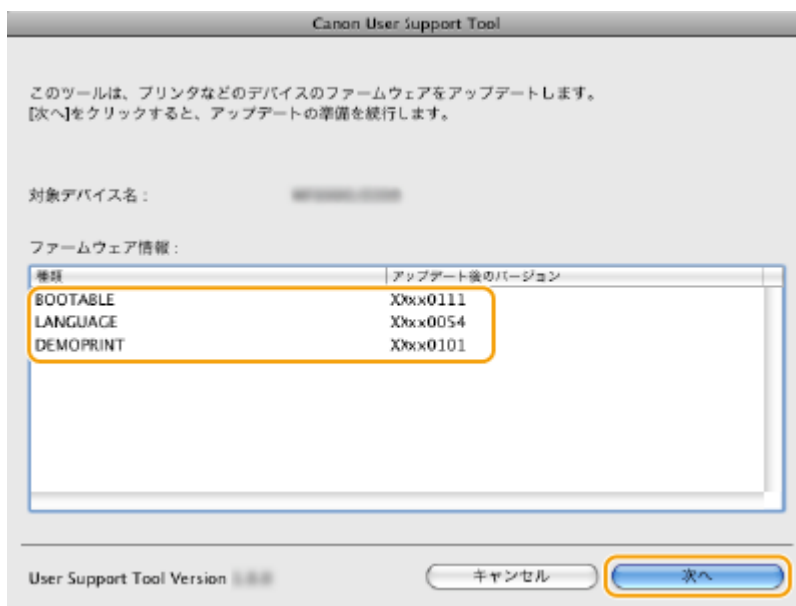 Canon User Support Tool
このツールは、プリンタなどのデバイスのファームウェアをアップデートします。
[次へ]をクリックすると、アップデートの準備を続行します。
対象デバイス名：
ファームウェア情報：
種類 アップデート後のバージョン
BOOTABLE XXxx0111
LANGUAGE XXxx0054
DEMOPRINT XXxx0101
User Support Tool Version
キャンセル 次へ